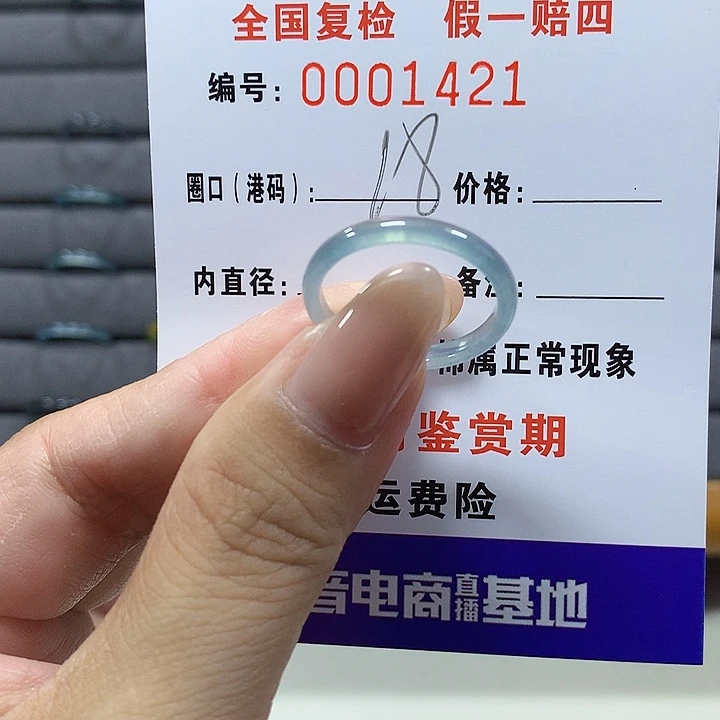 全国复检 假一赔四
编号: 0001421
圈口(港码): 18 价格:
内直径: 备注:
属正常现象
鉴赏期
运费险
音电商直播基地